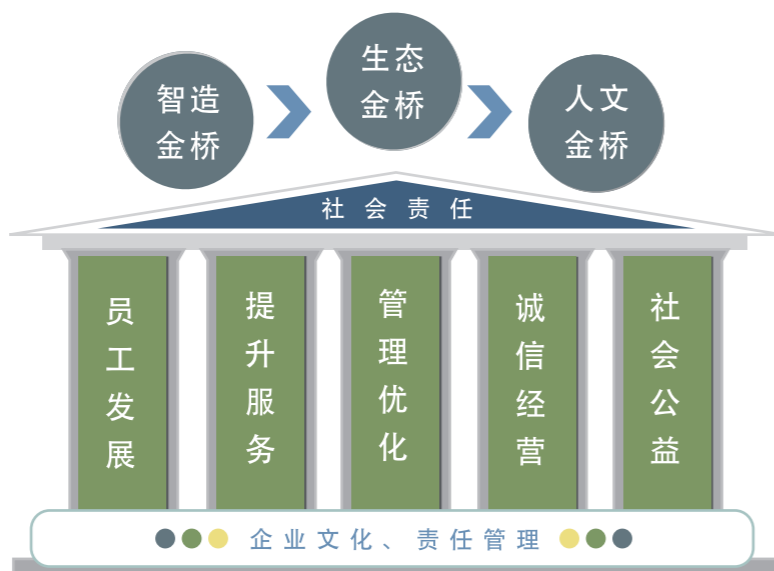 智造
金桥
生态
金桥
人文
金桥
社会责任
员工发展
提升服务
管理优化
诚信经营
社会公益
企业文化、责任管理